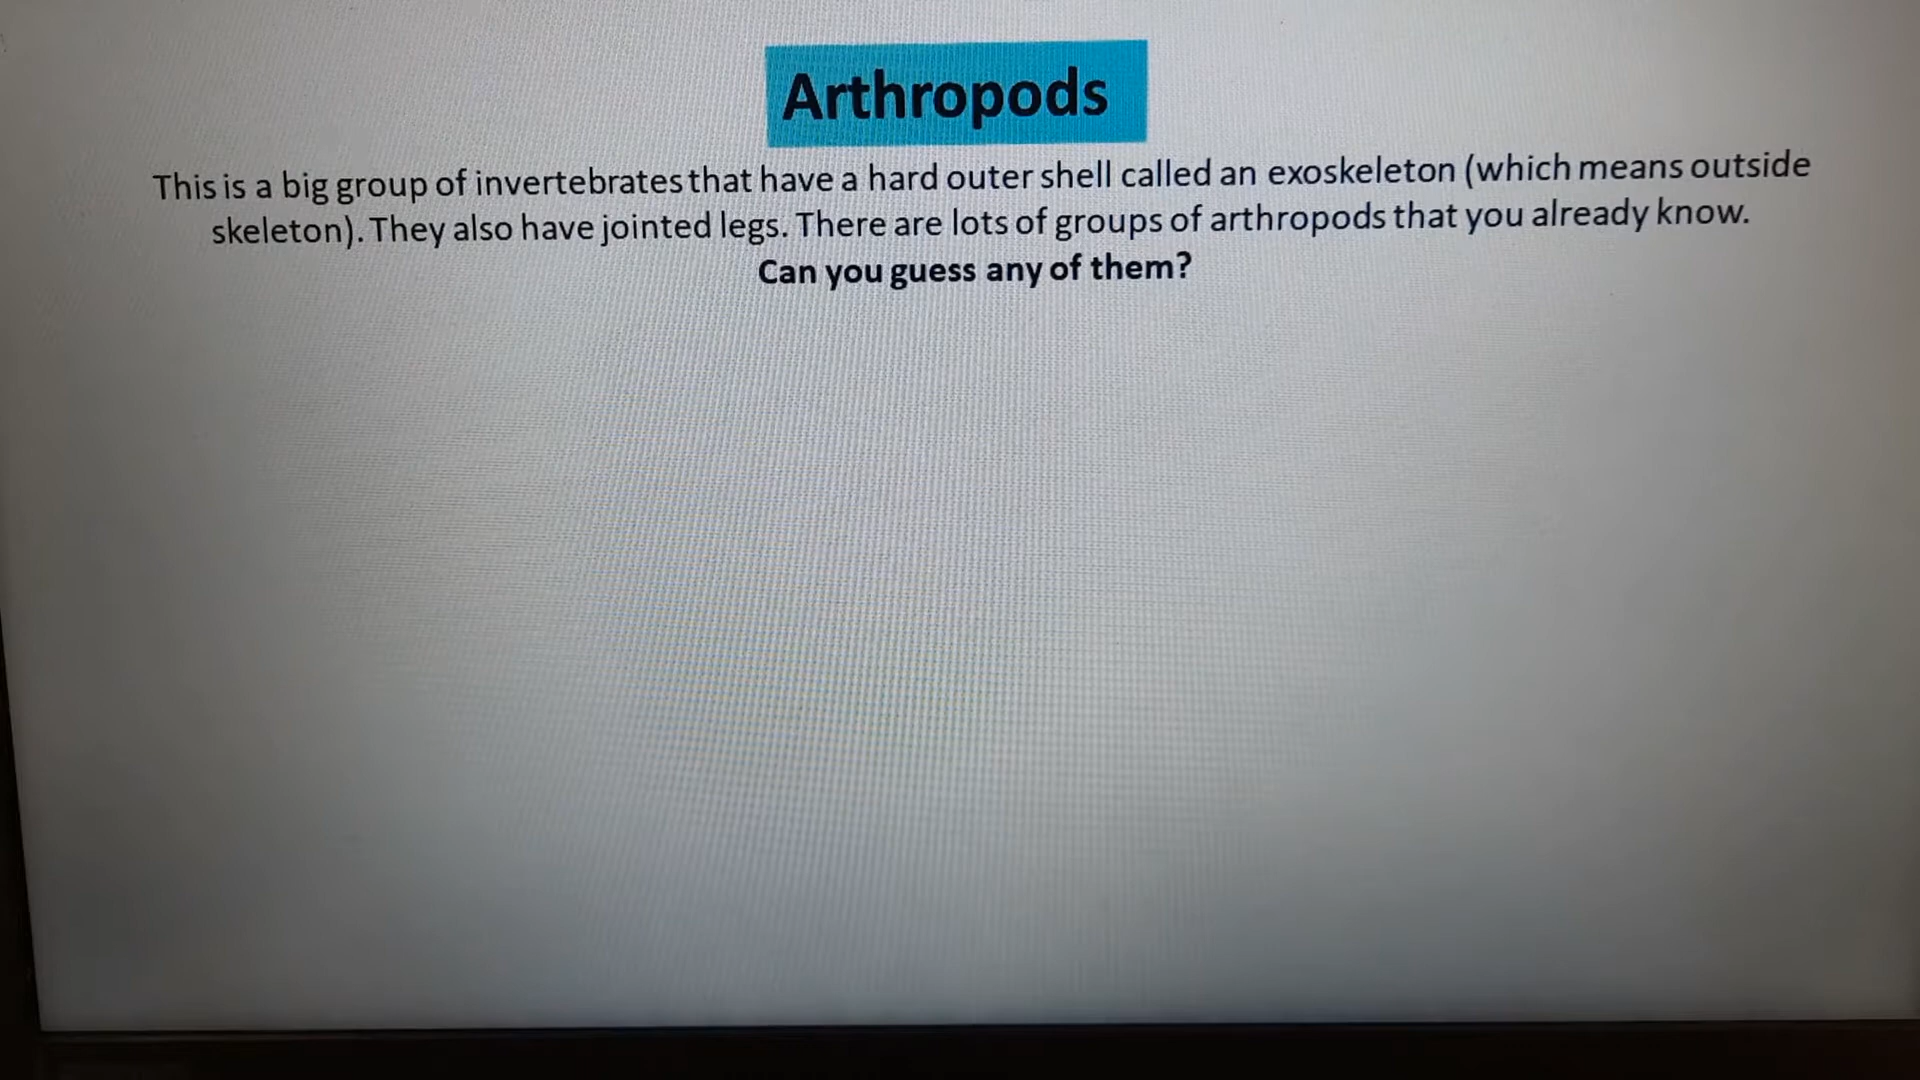 Arthropods
This is a big group of invertebrates that have a hard outer shell called an exoskeleton (which means outside
skeleton). They also have jointed legs. There are lots of groups of arthropods that you already know.
Can you guess any of them?